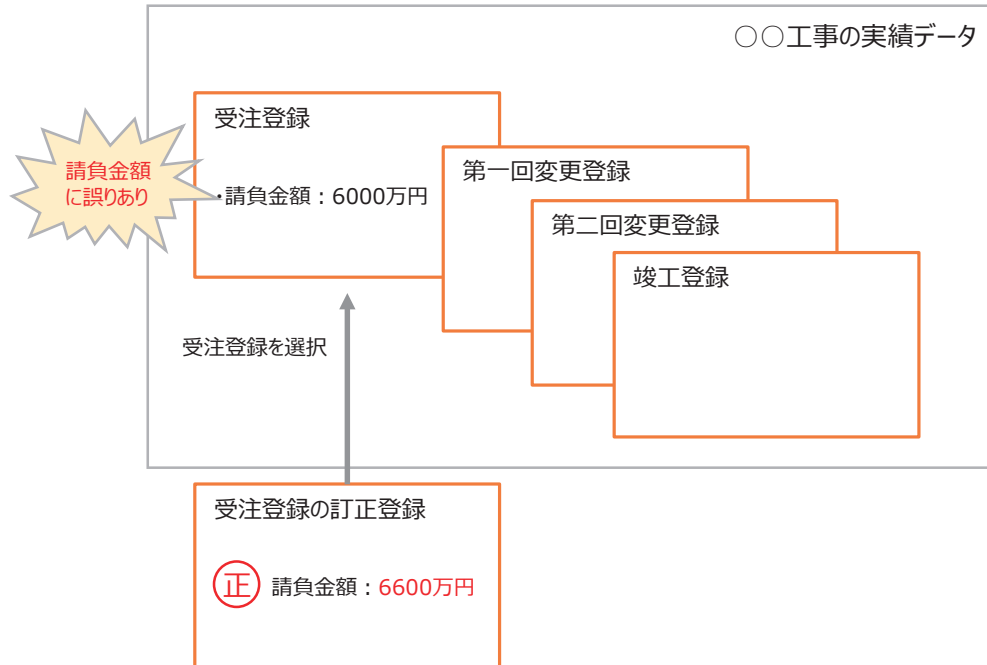 ○○工事の実績データ
受注登録
請負金額
に誤りあり
・請負金額：6000万円
第一回変更登録
第二回変更登録
竣工登録
受注登録を選択
受注登録の訂正登録
正 請負金額：6600万円